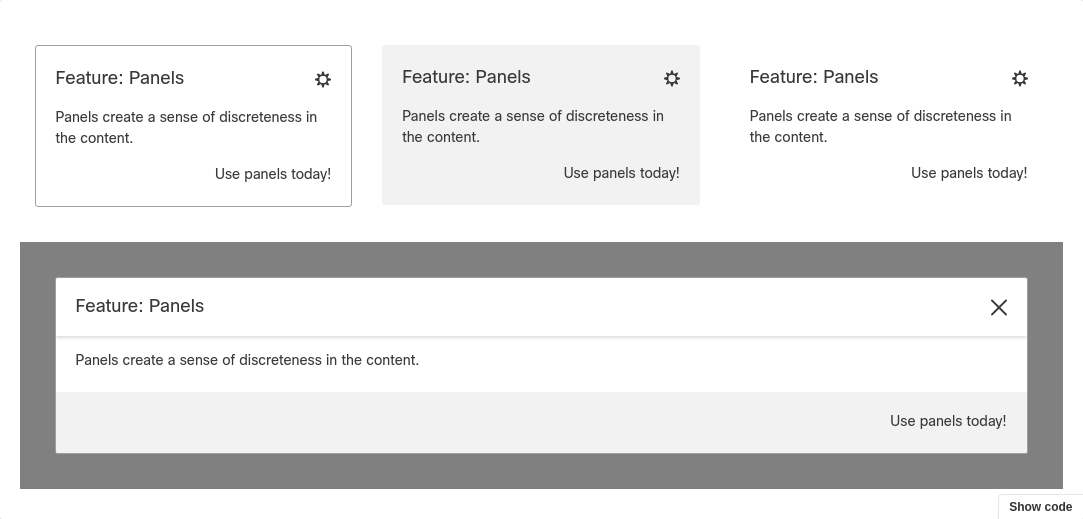 Feature: Panels
Panels create a sense of discreteness in
the content.
Use panels today!
Feature: Panels
Panels create a sense of discreteness in
the content.
Use panels today!
Feature: Panels
Panels create a sense of discreteness in
the content.
Use panels today!
Feature: Panels
Panels create a sense of discreteness in the content.
Use panels today!
Show code